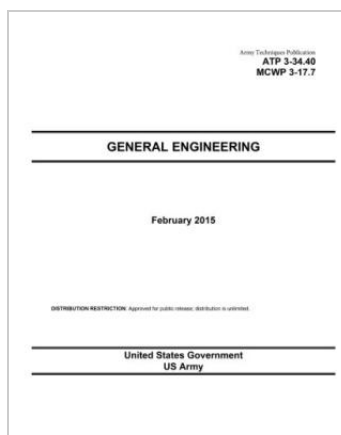 Army Techniques Publication
ATP 3-34.40
MCWP 3-17.7
GENERAL ENGINEERING
February 2015
DISTRIBUTION RESTRICTION: Approved for public release; distribution is unlimited.
United States Government
US Army